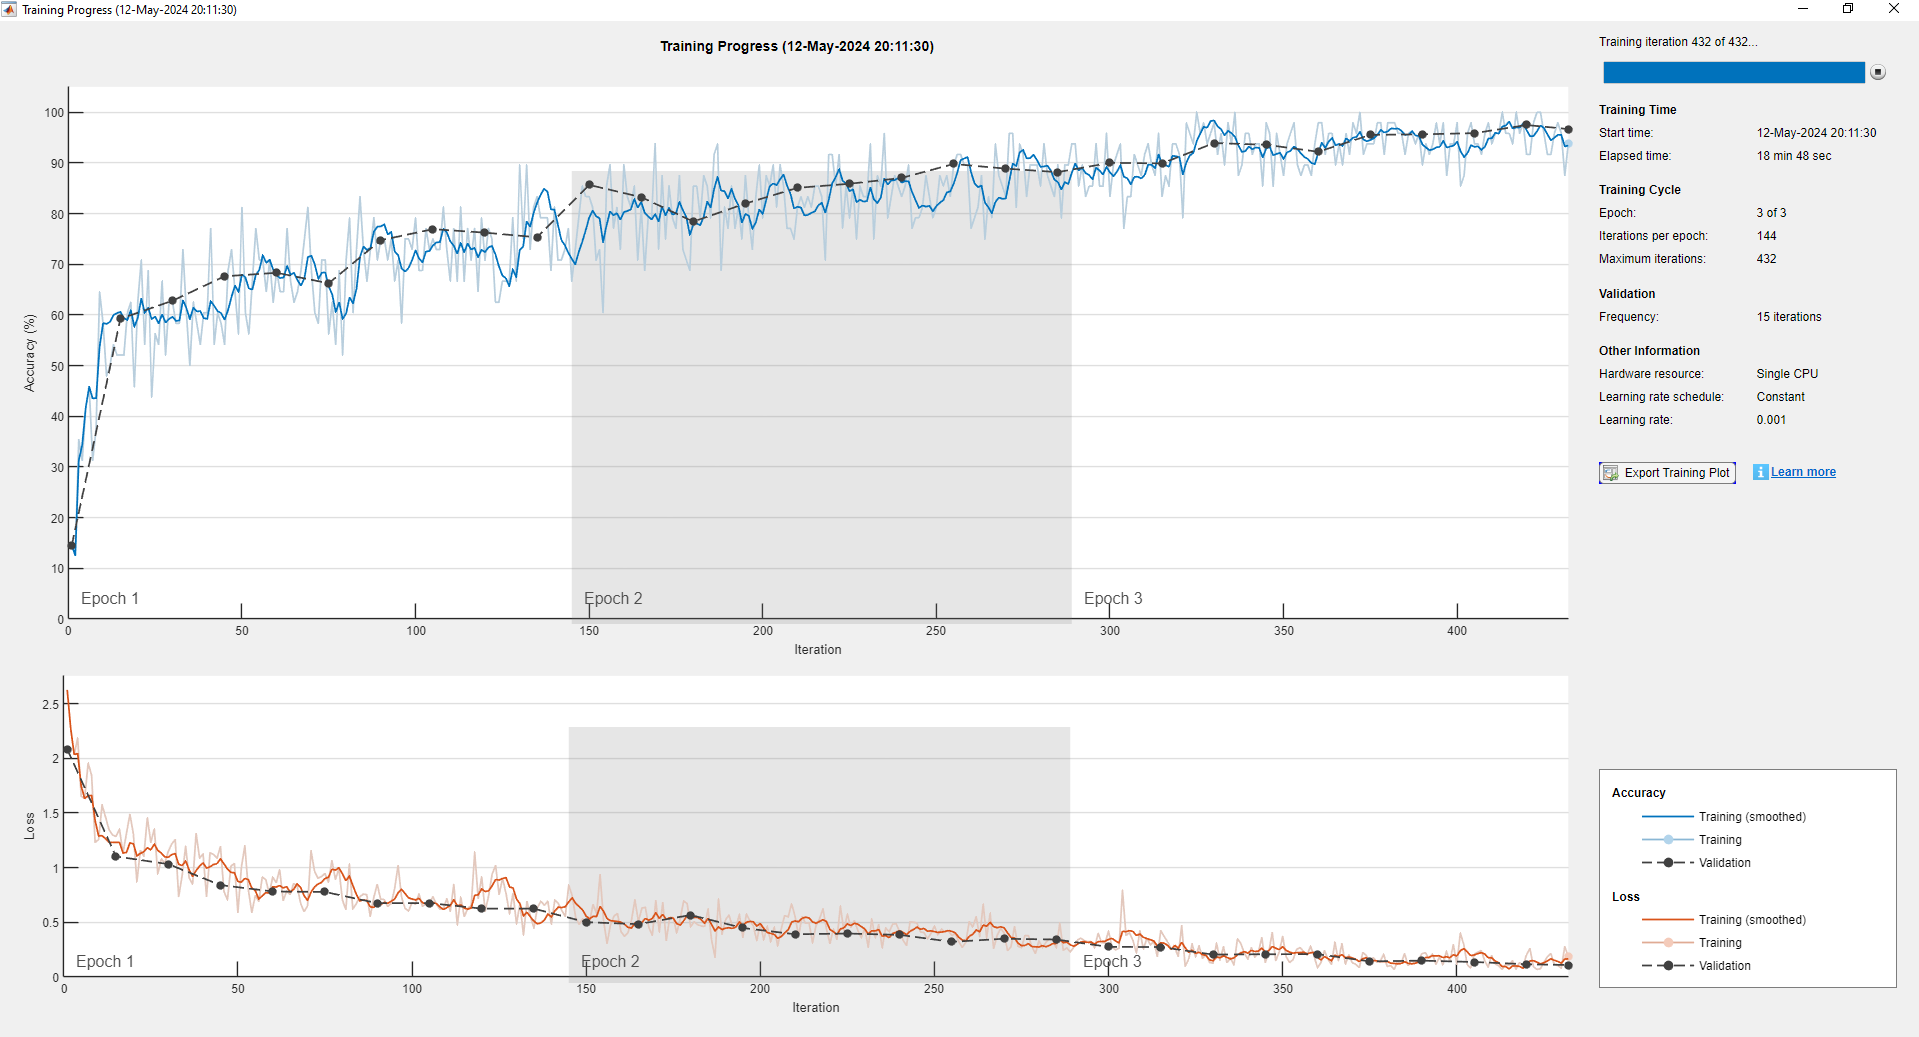 Training Progress (12-May-2024 20:11:30)
Training Progress (12-May-2024 20:11:30)
100
90
80
70
60
50
40
30
20
10
0
Accuracy (%)
Epoch 1
Epoch 2
Epoch 3
0 50 100 150 200 250 300 350 400
Iteration
2.5
2
1.5
1
0.5
0
Loss
Epoch 1
Epoch 2
Epoch 3
0 50 100 150 200 250 300 350 400
Iteration
Training iteration 432 of 432...
Training Time
Start time: 12-May-2024 20:11:30
Elapsed time: 18 min 48 sec
Training Cycle
Epoch: 3 of 3
Iterations per epoch: 144
Maximum iterations: 432
Validation
Frequency: 15 iterations
Other Information
Hardware resource: Single CPU
Learning rate schedule: Constant
Learning rate: 0.001
Export Training Plot
i Learn more
Accuracy
Training (smoothed)
Training
Validation
Loss
Training (smoothed)
Training
Validation